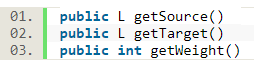 01. public L getSource()
02. public L getTarget()
03. public int getWeight()